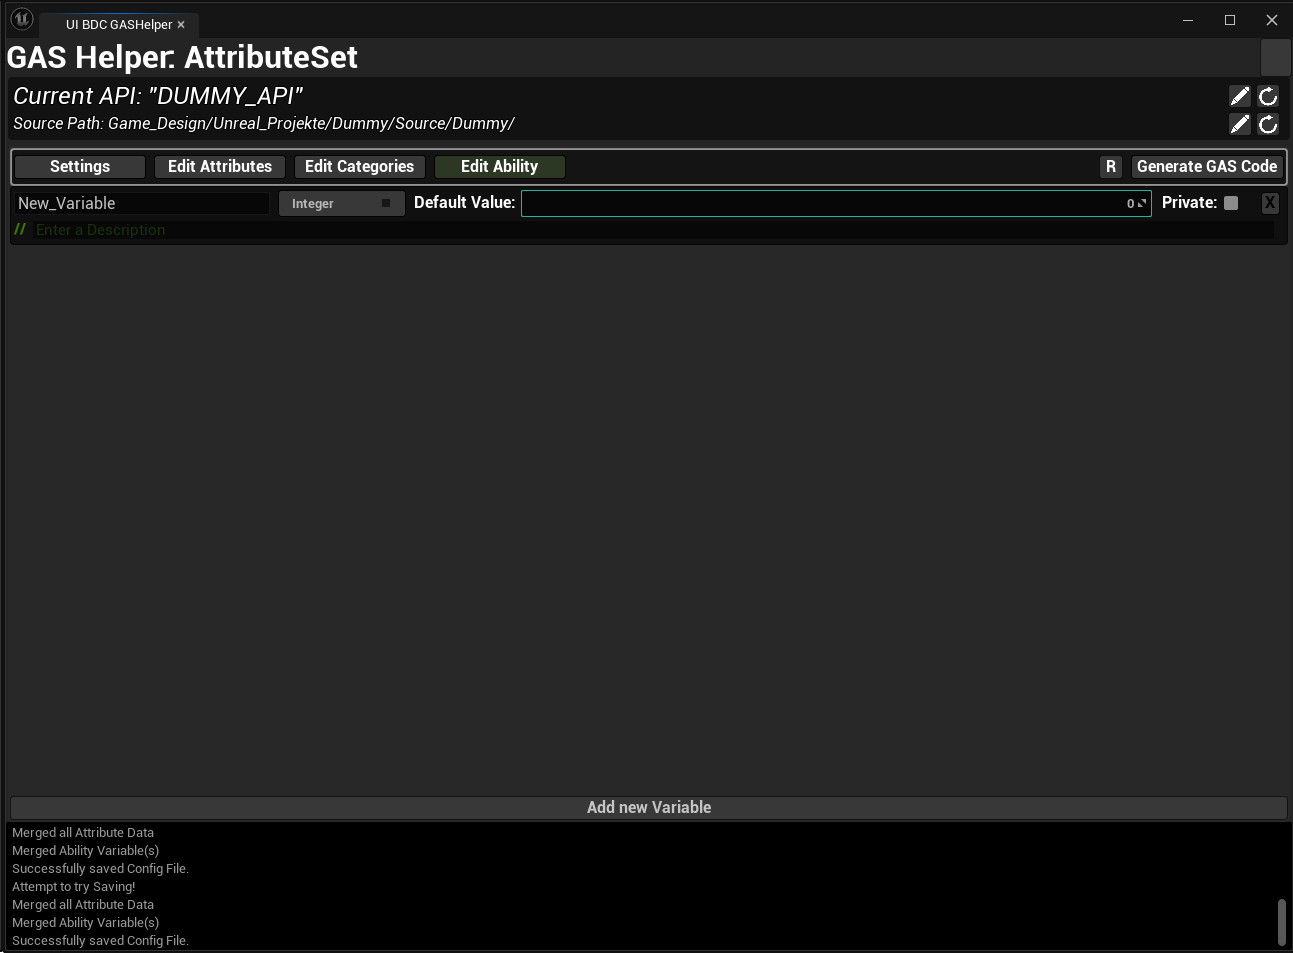 UI BDC GASHelper ×
GAS Helper: AttributeSet
Current API: "DUMMY_API"
Source Path: Game_Design/Unreal_Projekte/Dummy/Source/Dummy/
Settings Edit Attributes Edit Categories Edit Ability R Generate GAS Code
New_Variable Integer Default Value: 0 Private: X
// Enter a Description
Add new Variable
Merged all Attribute Data
Merged Ability Variable(s)
Successfully saved Config File.
Attempt to try Saving!
Merged all Attribute Data
Merged Ability Variable(s)
Successfully saved Config File.